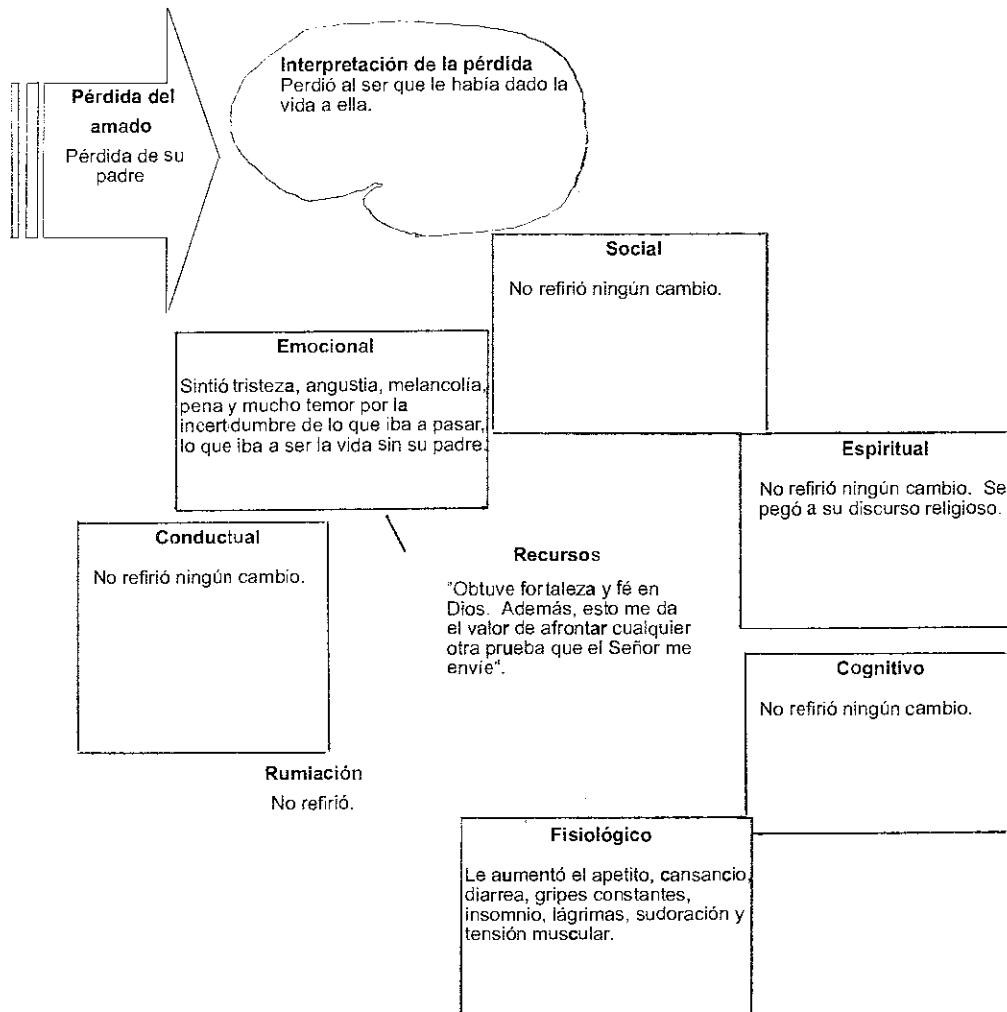 Pérdida del
amado
Pérdida de su
padre
Interpretación de la pérdida
Perdió al ser que le había dado la
vida a ella.
Social
No refirió ningún cambio.
Emocional
Sintió tristeza, angustia, melancolía,
pena y mucho temor por la
incertidumbre de lo que iba a pasar,
lo que iba a ser la vida sin su padre.
Espiritual
No refirió ningún cambio. Se
pegó a su discurso religioso.
Conductual
No refirió ningún cambio.
Recursos
"Obtuve fortaleza y fé en
Dios. Además, esto me da
el valor de afrontar cualquier
otra prueba que el Señor me
envíe".
Cognitivo
No refirió ningún cambio.
Rumiación
No refirió.
Fisiológico
Le aumentó el apetito, cansancio,
diarrea, gripes constantes,
insomnio, lágrimas, sudoración y
tensión muscular.